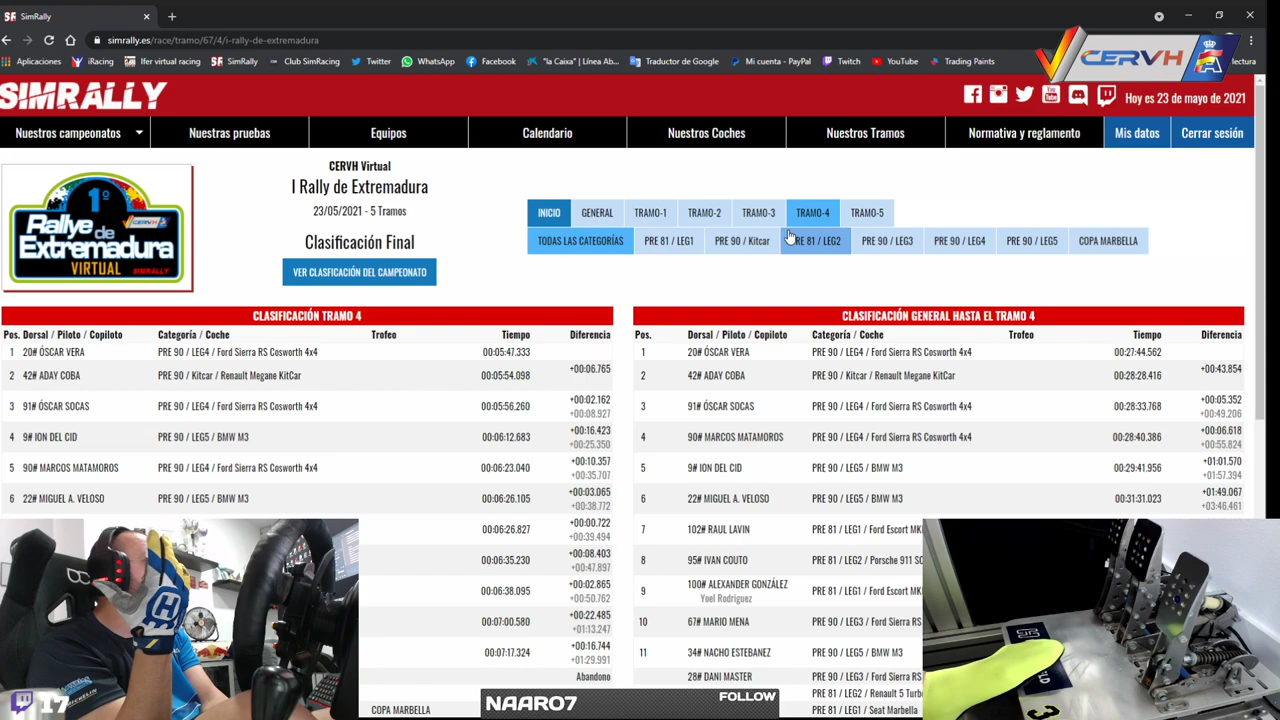 SimRally
simrally.es/race/tramo/67/4/i-rally-de-extremadura
Aplicaciones iRacing Ifer virtual racing SimRally Club SimRacing Twitter WhatsApp Facebook "la Caixa" | Línea Ab... Traductor de Google Mi cuenta - PayPal Twitch YouTube Trading Paints lectura
CERVH
SIMRALLY
Hoy es 23 de mayo de 2021
Nuestros campeonatos Nuestras pruebas Equipos Calendario Nuestros Coches Nuestros Tramos Normativa y reglamento Mis datos Cerrar sesión
1º
Rallye de
Extremadura
VIRTUAL
CERVH Virtual
I Rally de Extremadura
23/05/2021 - 5 Tramos
Clasificación Final
VER CLASFICACIÓN DEL CAMPEONATO
INICIO GENERAL TRAMO-1 TRAMO-2 TRAMO-3 TRAMO-4 TRAMO-5
TODAS LAS CATEGORÍAS PRE 81 / LEG1 PRE 90 / Kitcar PRE 81 / LEG2 PRE 90 / LEG3 PRE 90 / LEG4 PRE 90 / LEG5 COPA MARBELLA
CLASIFICACIÓN TRAMO 4
Pos. Dorsal / Piloto / Copiloto Categoría / Coche Trofeo Tiempo Diferencia
1 20# ÓSCAR VERA PRE 90 / LEG4 / Ford Sierra RS Cosworth 4x4 00:05:47.333
2 42# ADAY COBA PRE 90 / Kitcar / Renault Megane KitCar 00:05:54.098 +00:06.765
3 91# ÓSCAR SOCAS PRE 90 / LEG4 / Ford Sierra RS Cosworth 4x4 00:05:56.260 +00:02.162
+00:08.927
4 9# ION DEL CID PRE 90 / LEG5 / BMW M3 00:06:12.683 +00:16.423
+00:25.350
5 90# MARCOS MATAMOROS PRE 90 / LEG4 / Ford Sierra RS Cosworth 4x4 00:06:23.040 +00:10.357
+00:35.707
6 22# MIGUEL A. VELOSO PRE 90 / LEG5 / BMW M3 00:06:26.105 +00:03.065
+00:38.772
00:06:26.827 +00:00.722
+00:39.494
00:06:35.230 +00:08.403
+00:47.897
00:06:38.095 +00:02.865
+00:50.762
00:07:00.580 +00:22.485
+01:13.247
00:07:17.324 +00:16.744
+01:29.991
Abandono
COPA MARBELLA
CLASIFICACIÓN GENERAL HASTA EL TRAMO 4
Pos. Dorsal / Piloto / Copiloto Categoría / Coche Trofeo Tiempo Diferencia
1 20# ÓSCAR VERA PRE 90 / LEG4 / Ford Sierra RS Cosworth 4x4 00:27:44.562
2 42# ADAY COBA PRE 90 / Kitcar / Renault Megane KitCar 00:28:28.416 +00:43.854
3 91# ÓSCAR SOCAS PRE 90 / LEG4 / Ford Sierra RS Cosworth 4x4 00:28:33.768 +00:05.352
+00:49.206
4 90# MARCOS MATAMOROS PRE 90 / LEG4 / Ford Sierra RS Cosworth 4x4 00:28:40.386 +00:06.618
+00:55.824
5 9# ION DEL CID PRE 90 / LEG5 / BMW M3 00:29:41.956 +01:01.570
+01:57.394
6 22# MIGUEL A. VELOSO PRE 90 / LEG5 / BMW M3 00:31:31.023 +01:49.067
+03:46.461
7 102# RAUL LAVIN PRE 81 / LEG1 / Ford Escort MK
8 95# IVAN COUTO PRE 81 / LEG2 / Porsche 911 SC
9 100# ALEXANDER GONZÁLEZ PRE 81 / LEG1 / Ford Escort MK
Yoel Rodriguez
10 67# MARIO MENA PRE 90 / LEG3 / Ford Sierra RS
11 34# NACHO ESTEBANEZ PRE 90 / LEG5 / BMW M3
28# DANI MASTER PRE 90 / LEG4 / Ford Sierra RS
PRE 81 / LEG2 / Renault 5 Turbo
PRE 81 / LEG1 / Seat Marbella
17
NAARO7
FOLLOW